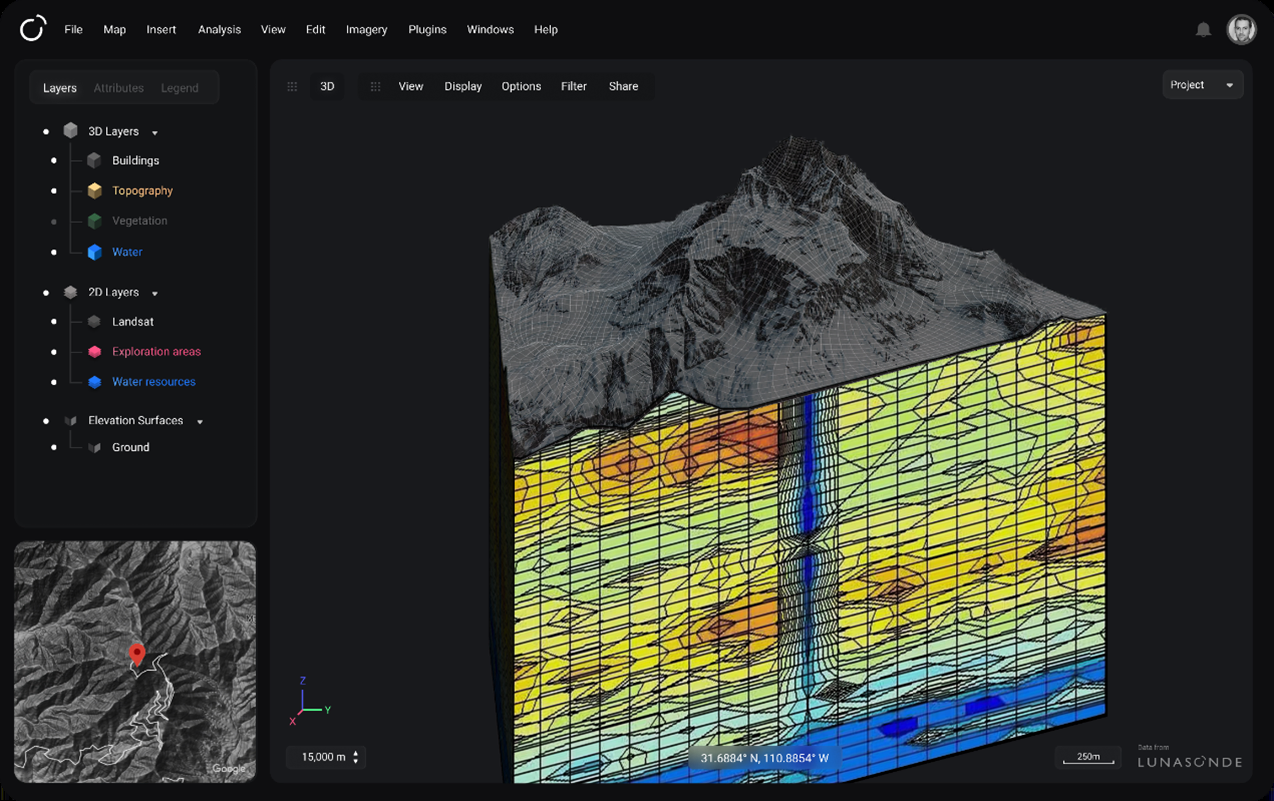 File Map Insert Analysis View Edit Imagery Plugins Windows Help
Layers Attributes Legend
3D Layers
Buildings
Topography
Vegetation
Water
2D Layers
Landsat
Exploration areas
Water resources
Elevation Surfaces
Ground
Google
3D View Display Options Filter Share
Project
Z
Y
X
15,000 m
31.6884° N, 110.8854° W
250m
Data from
LUNASONDE